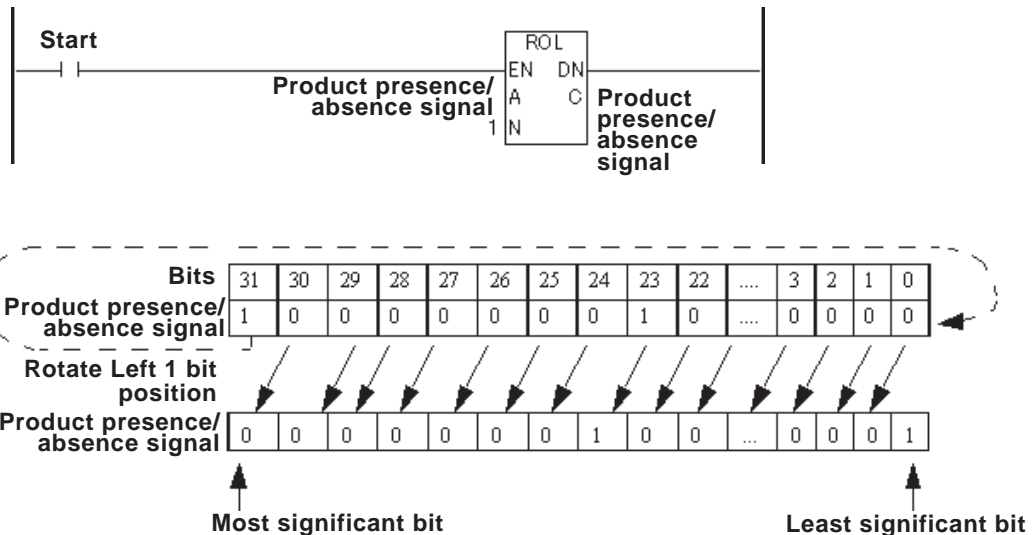 Start
ROL
EN DN
Product presence/
absence signal
A C
1 N
Product
presence/
absence
signal
Bits 31 30 29 28 27 26 25 24 23 22 .... 3 2 1 0
Product presence/
absence signal
1 0 0 0 0 0 0 0 1 0 .... 0 0 0 0
Rotate Left 1 bit
position
Product presence/
absence signal
0 0 0 0 0 0 0 1 0 0 ... 0 0 0 1
Most significant bit
Least significant bit